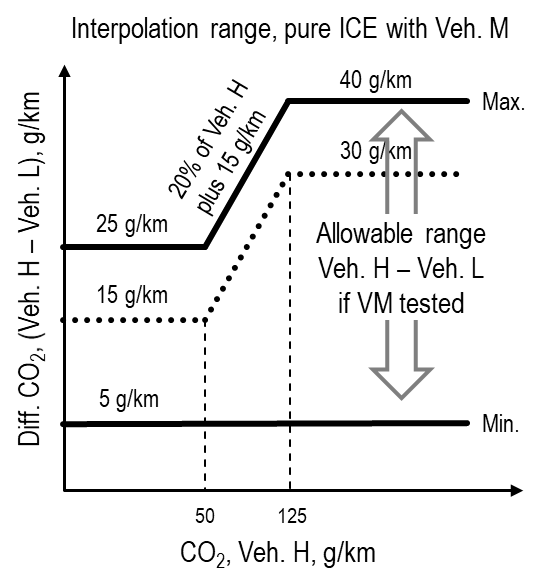 Interpolation range, pure ICE with Veh. M
Diff. CO₂, (Veh. H – Veh. L), g/km
40 g/km
Max.
20% of Veh. H
plus 15 g/km
30 g/km
25 g/km
Allowable range
Veh. H – Veh. L
if VM tested
15 g/km
5 g/km
Min.
50
125
CO₂, Veh. H, g/km